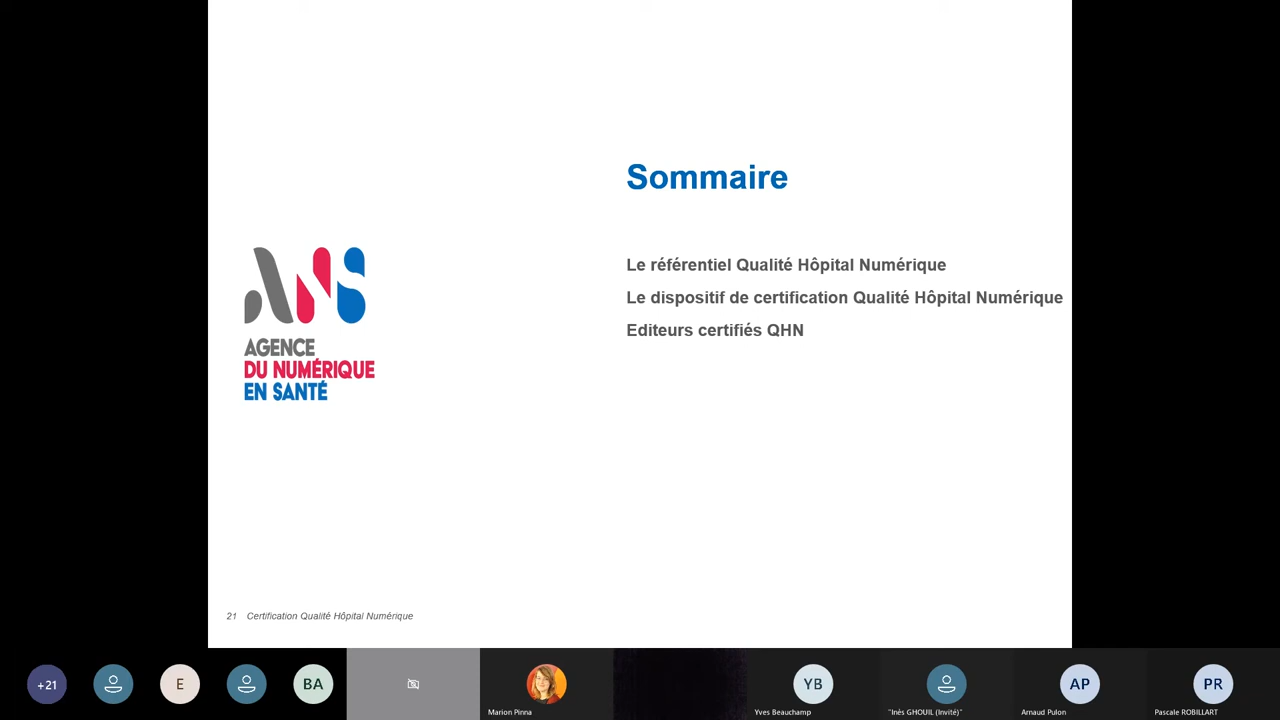 Sommaire
Le référentiel Qualité Hôpital Numérique
Le dispositif de certification Qualité Hôpital Numérique
Editeurs certifiés QHN
ANS
AGENCE
DU NUMÉRIQUE
EN SANTÉ
21 Certification Qualité Hôpital Numérique
+21
E
BA
Marion Pinna
YB
Yves Beauchamp
"Inès GHOUIL (Invité)"
AP
Arnaud Pulon
PR
Pascale ROBILLART